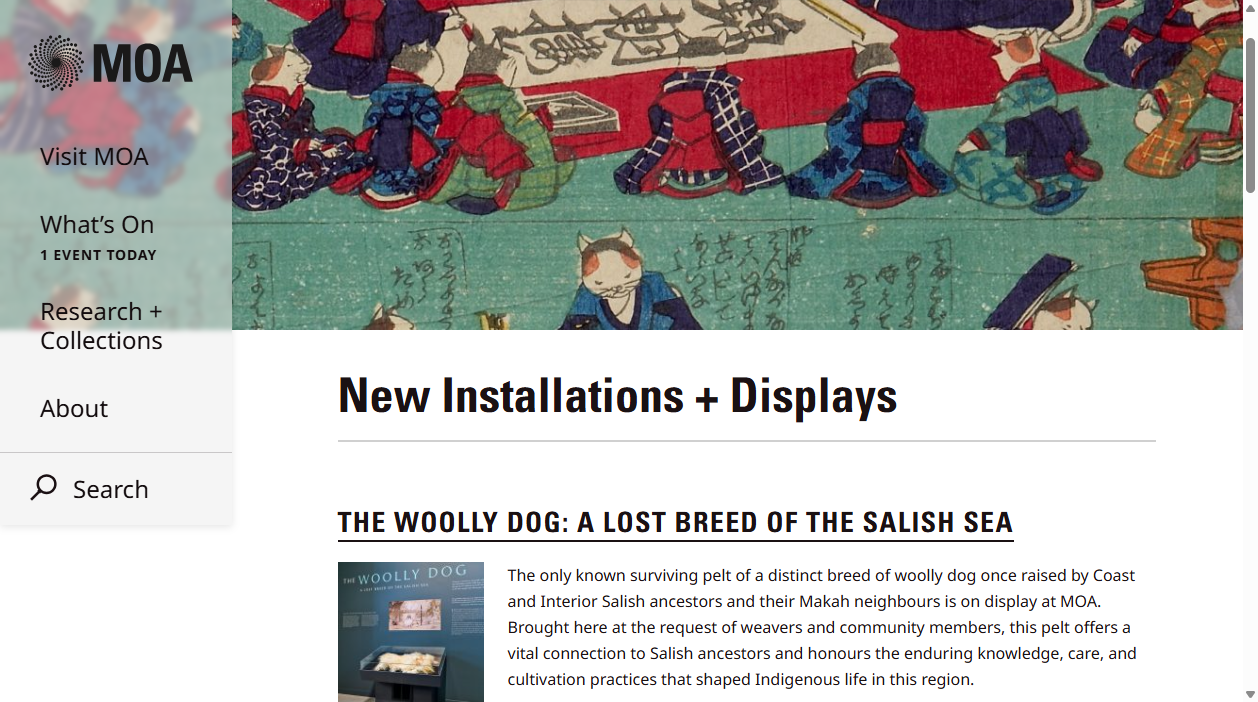 MOA
Visit MOA
What's On
1 EVENT TODAY
Research +
Collections
About
Search
New Installations + Displays
THE WOOLLY DOG: A LOST BREED OF THE SALISH SEA
THE WOOLLY DOG
The only known surviving pelt of a distinct breed of woolly dog once raised by Coast
and Interior Salish ancestors and their Makah neighbours is on display at MOA.
Brought here at the request of weavers and community members, this pelt offers a
vital connection to Salish ancestors and honours the enduring knowledge, care, and
cultivation practices that shaped Indigenous life in this region.